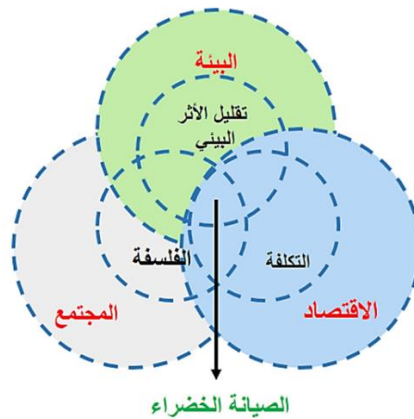 البيئة
تقليل الأثر
البيئي
الفلسفة
التكلفة
المجتمع
الاقتصاد
الصيانة الخضراء